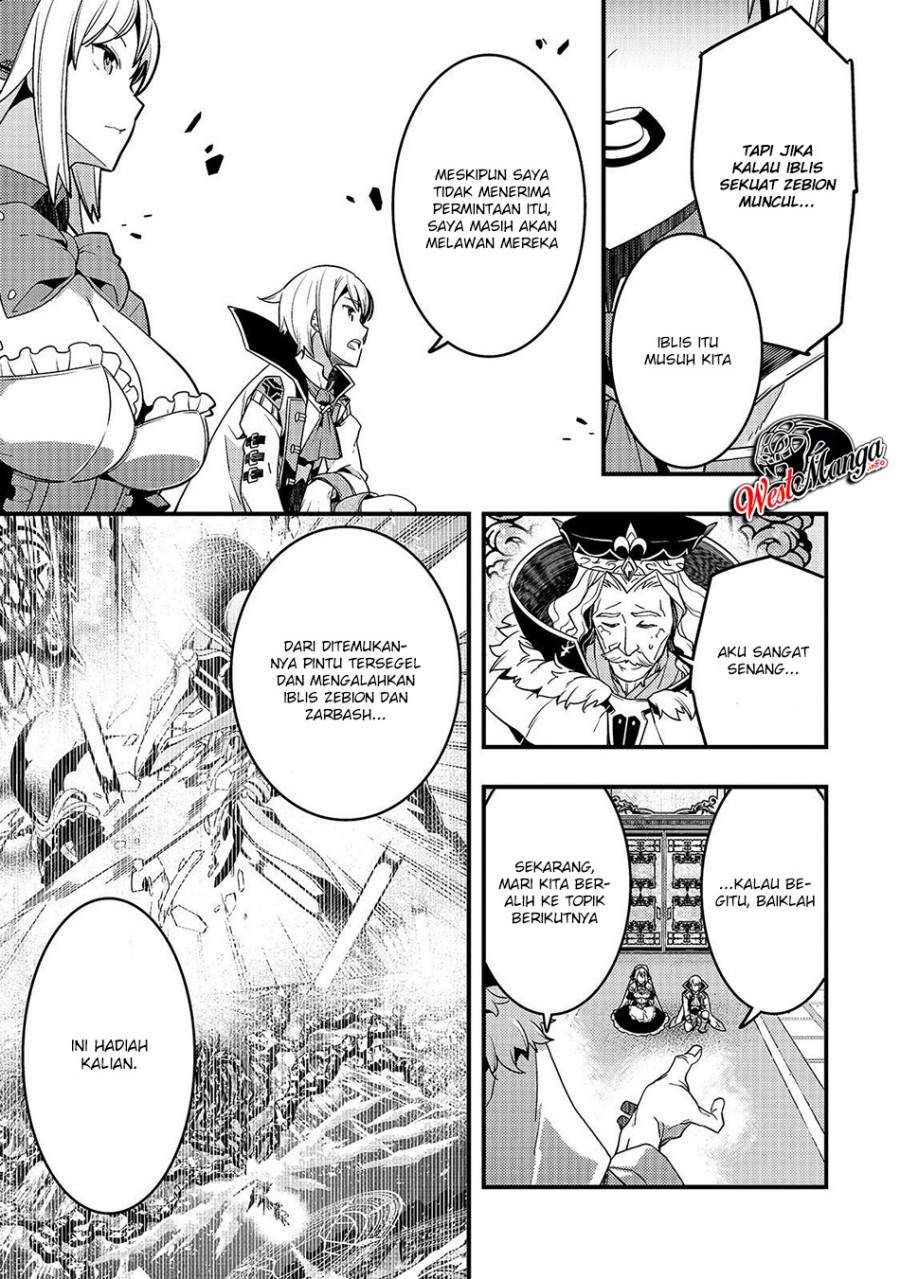 TAPI JIKA
KALAU IBLIS
SEKUAT ZEBION
MUNCUL...
IBLIS ITU
MUSUH KITA
MESKIPUN SAYA
TIDAK MENERIMA
PERMINTAAN ITU,
SAYA MASIH AKAN
MELAWAN MEREKA
WestManga
.info
AKU SANGAT
SENANG...
...KALAU BE-
GITU, BAIKLAH
SEKARANG,
MARI KITA BER-
ALIH KE TOPIK
BERIKUTNYA
DARI DITEMUKAN-
NYA PINTU TERSEGEL
DAN MENGALAHKAN
IBLIS ZEBION DAN
ZARBASH...
INI HADIAH
KALIAN.